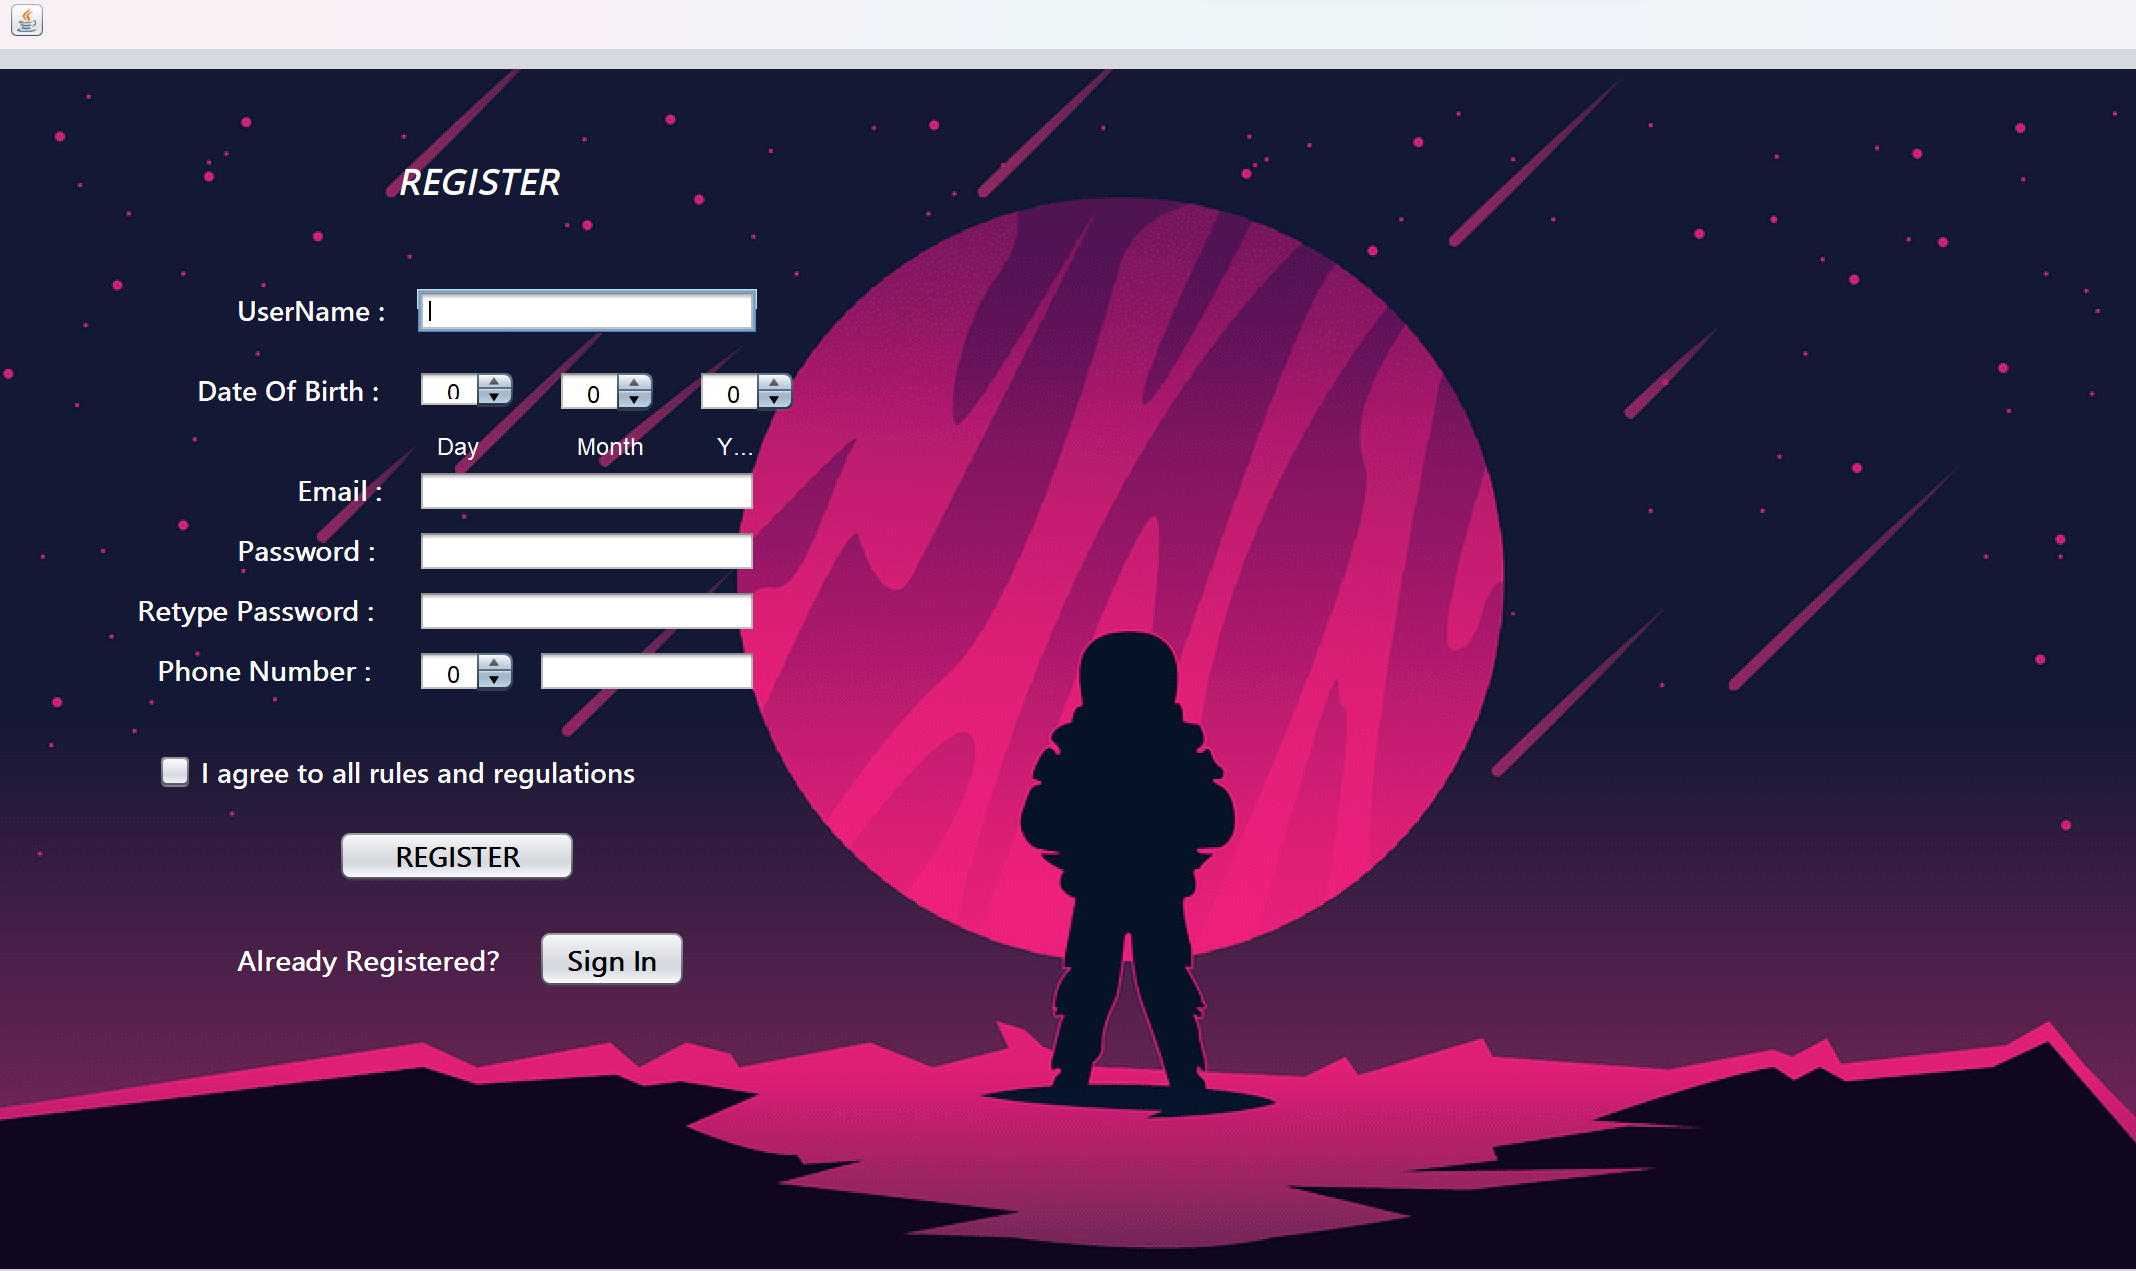 REGISTER
UserName :
Date Of Birth : 0 0 0
Day Month Y...
Email :
Password :
Retype Password :
Phone Number : 0
I agree to all rules and regulations
REGISTER
Already Registered? Sign In